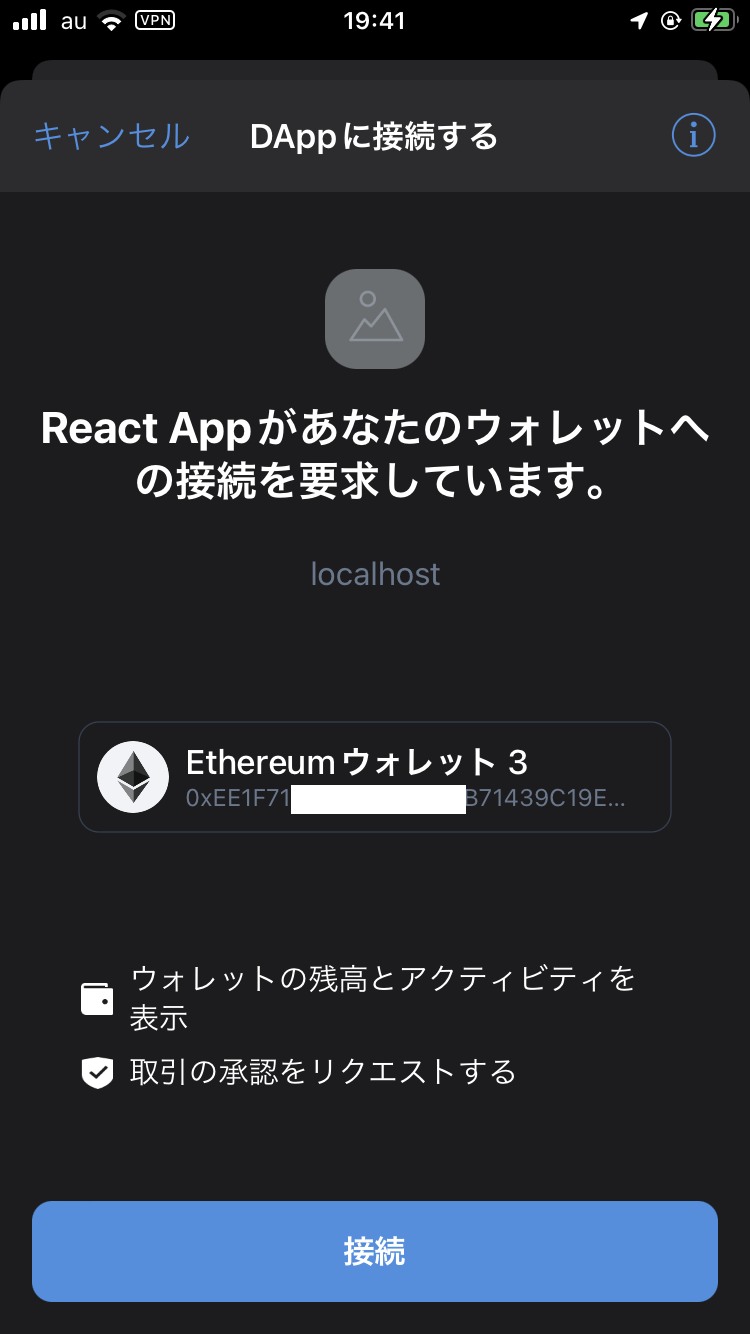 au VPN 19:41
キャンセル DAppに接続する i
React Appがあなたのウォレットへ
の接続を要求しています。
localhost
Ethereumウォレット 3
0xEE1F71 B71439C19E...
ウォレットの残高とアクティビティを
表示
取引の承認をリクエストする
接続